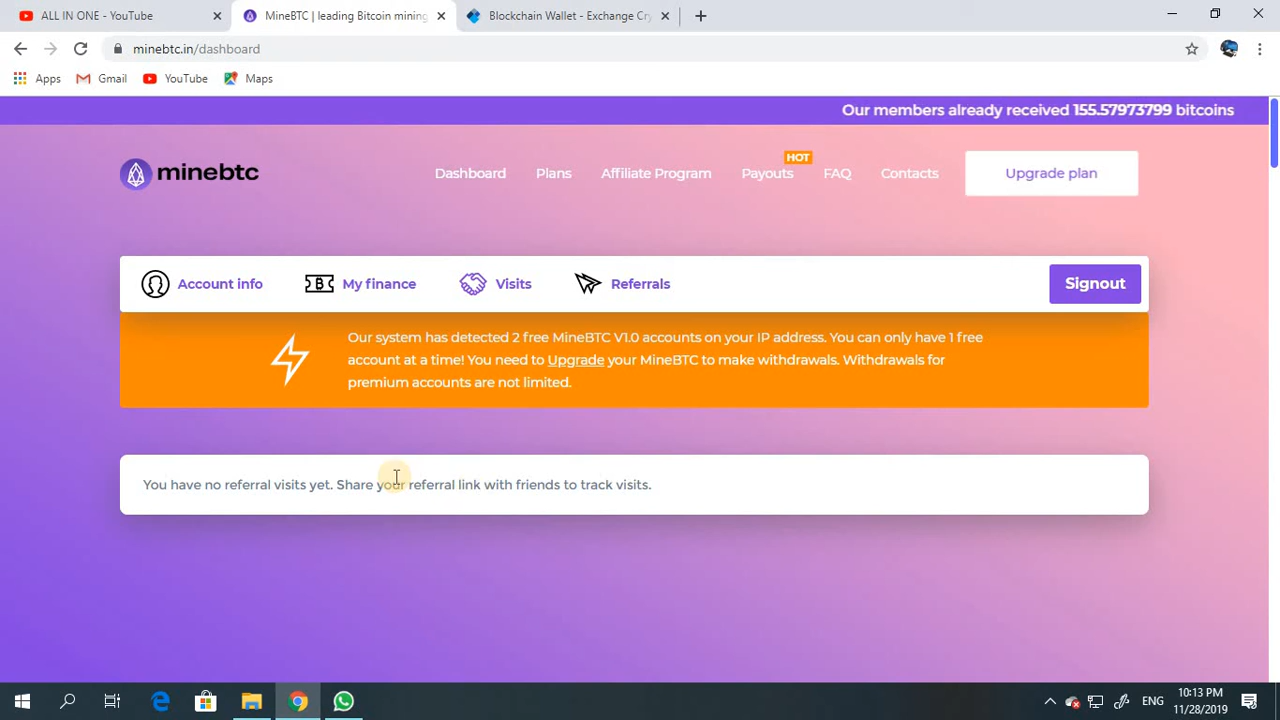 ALL IN ONE - YouTube
MineBTC | leading Bitcoin mining
Blockchain Wallet - Exchange Cry
minebtc.in/dashboard
Apps
Gmail
YouTube
Maps
Our members already received 155.57973799 bitcoins
minebtc
Dashboard
Plans
Affiliate Program
HOT
Payouts
FAQ
Contacts
Upgrade plan
Account info
My finance
Visits
Referrals
Signout
Our system has detected 2 free MineBTC V1.0 accounts on your IP address. You can only have 1 free
account at a time! You need to Upgrade your MineBTC to make withdrawals. Withdrawals for
premium accounts are not limited.
You have no referral visits yet. Share your referral link with friends to track visits.
ENG
10:13 PM
11/28/2019